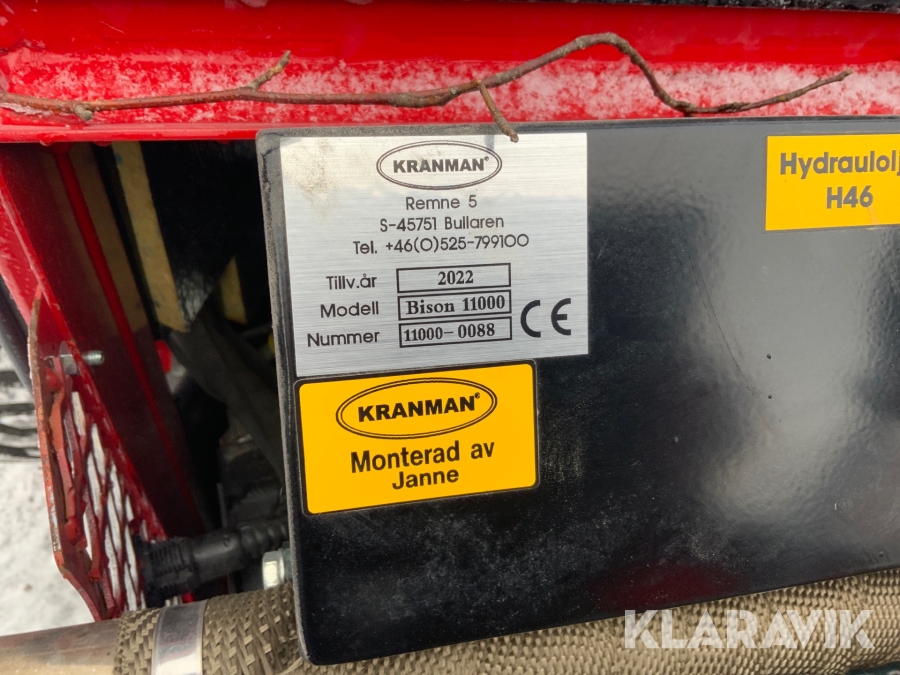 KRANMAN®
Remne 5
S-45751 Bullaren
Tel. +46(0)525-799100
Tillv.år 2022
Modell Bison 11000
Nummer 11000-0088
CE
Hydraulolj
H46
KRANMAN®
Monterad av
Janne
KLARAVIK